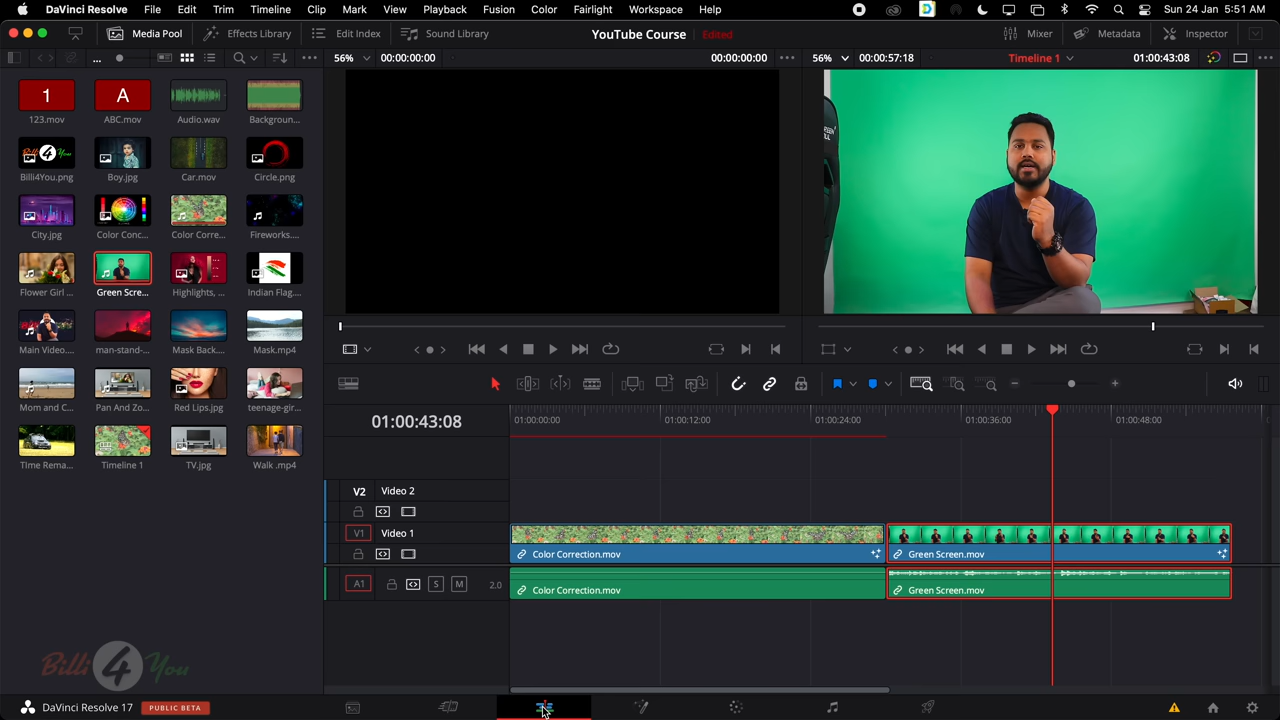 DaVinci Resolve File Edit Trim Timeline Clip Mark View Playback Fusion Color Fairlight Workspace Help Sun 24 Jan 5:51 AM
Media Pool Effects Library Edit Index Sound Library YouTube Course Edited Mixer Metadata Inspector
56% 00:00:00:00 00:00:00:00 56% 00:00:57:18 Timeline 1 01:00:43:08
1 A
123.mov ABC.mov Audio.wav Backgroun...
Billi4You
Billi4You.png Boy.jpg Car.mov Circle.png
City.jpg Color Conc... Color Corre... Fireworks....
Flower Girl ... Green Scre... Highlights, ... Indian Flag....
Main Video.... man-stand-... Mask Back.... Mask.mp4
Mom and C... Pan And Zo... Red Lips.jpg teenage-gir...
Time Rema... Timeline 1 TV.jpg Walk .mp4
01:00:43:08
01:00:00:00 01:00:12:00 01:00:24:00 01:00:36:00 01:00:48:00
V2 Video 2
V1 Video 1
Color Correction.mov Green Screen.mov
A1 S M 2.0
Color Correction.mov Green Screen.mov
Billi 4 You
DaVinci Resolve 17 PUBLIC BETA